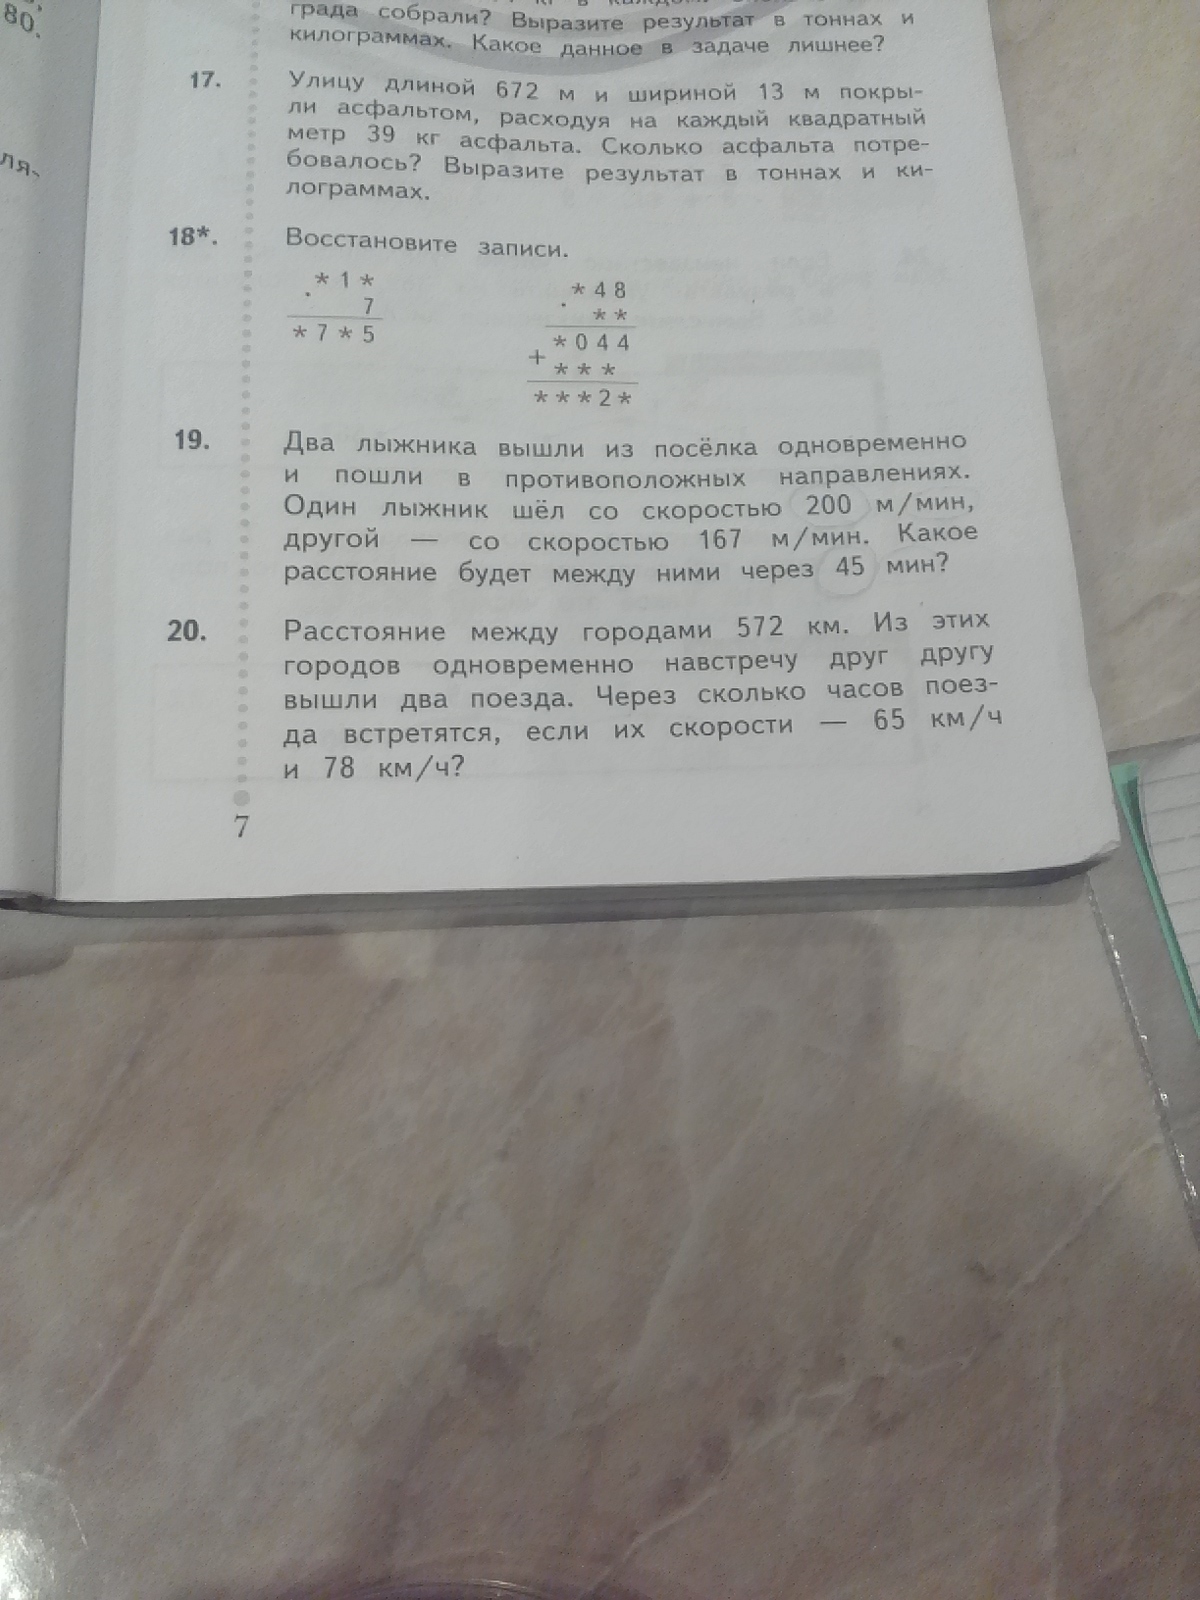 80.
ля-
града собрали? Выразите результат в тоннах и
килограммах. Какое данное в задаче лишнее?
17. Улицу длиной 672 м и шириной 13 м покры-
ли асфальтом, расходуя на каждый квадратный
метр 39 кг асфальта. Сколько асфальта потре-
бовалось? Выразите результат в тоннах и ки-
лограммах.
18*. Восстановите записи.
* 1 *
·
7
* 7 * 5
* 4 8
·
* *
* 0 4 4
+
* * *
* * * 2 *
19. Два лыжника вышли из посёлка одновременно
и пошли в противоположных направлениях.
Один лыжник шёл со скоростью 200 м/мин,
другой — со скоростью 167 м/мин. Какое
расстояние будет между ними через 45 мин?
20. Расстояние между городами 572 км. Из этих
городов одновременно навстречу друг другу
вышли два поезда. Через сколько часов поез-
да встретятся, если их скорости — 65 км/ч
и 78 км/ч?
7